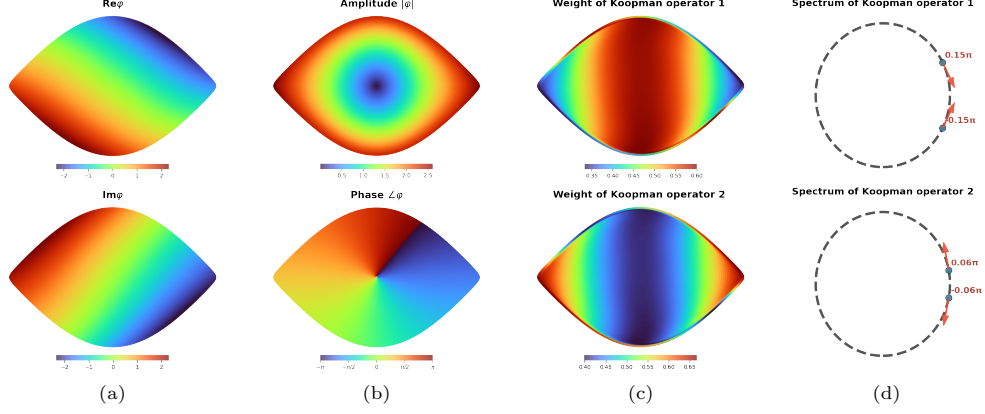 Reφ
Amplitude |φ|
Weight of Koopman operator 1
Spectrum of Koopman operator 1
0.15π
-0.15π
−2 −1 0 1 2
0.5 1.0 1.5 2.0 2.5
0.35 0.40 0.45 0.50 0.55 0.60
Imφ
Phase ∠φ
Weight of Koopman operator 2
Spectrum of Koopman operator 2
0.06π
-0.06π
−2 −1 0 1 2
−π −π/2 0 π/2 π
0.40 0.45 0.50 0.55 0.60 0.65
(a) (b) (c) (d)